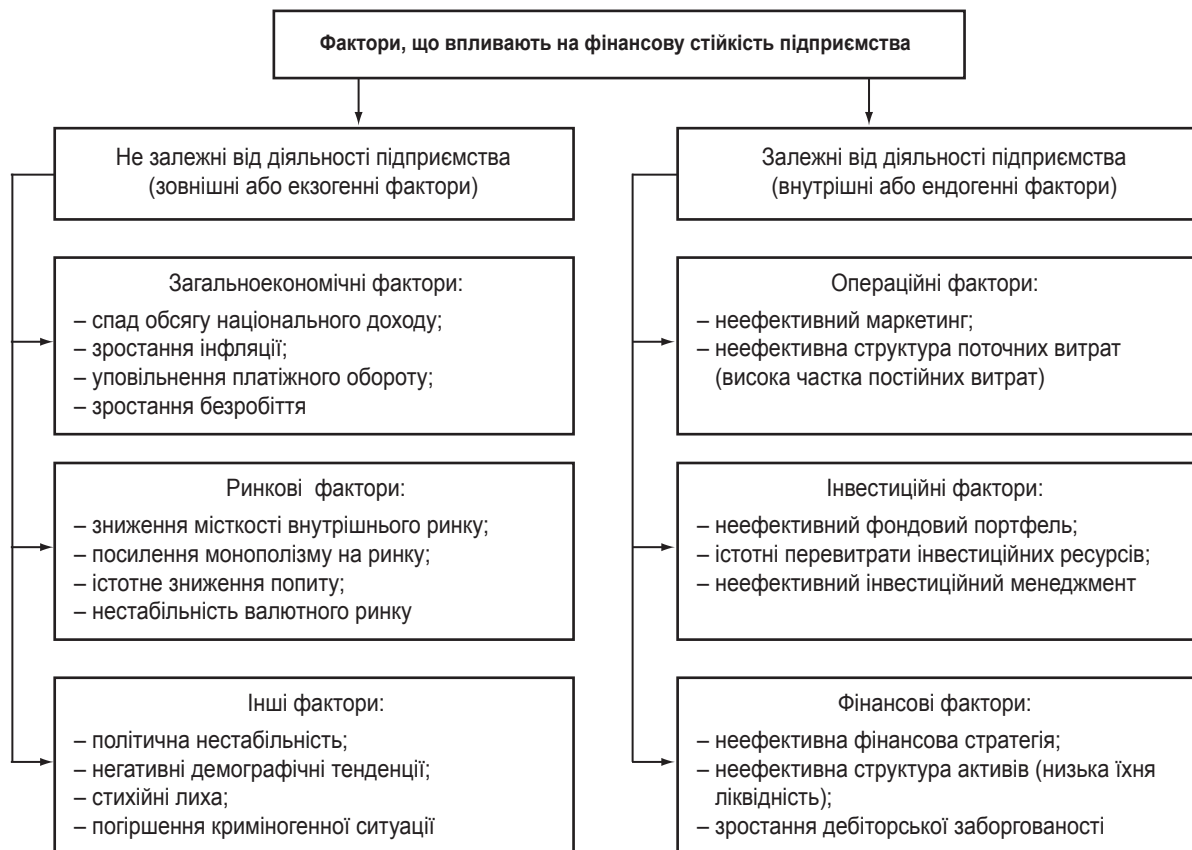 Фактори, що впливають на фінансову стійкість підприємства
Не залежні від діяльності підприємства
(зовнішні або екзогенні фактори)
Загальноекономічні фактори:
– спад обсягу національного доходу;
– зростання інфляції;
– уповільнення платіжного обороту;
– зростання безробіття
Ринкові фактори:
– зниження місткості внутрішнього ринку;
– посилення монополізму на ринку;
– істотне зниження попиту;
– нестабільність валютного ринку
Інші фактори:
– політична нестабільність;
– негативні демографічні тенденції;
– стихійні лиха;
– погіршення криміногенної ситуації
Залежні від діяльності підприємства
(внутрішні або ендогенні фактори)
Операційні фактори:
– неефективний маркетинг;
– неефективна структура поточних витрат
(висока частка постійних витрат)
Інвестиційні фактори:
– неефективний фондовий портфель;
– істотні перевитрати інвестиційних ресурсів;
– неефективний інвестиційний менеджмент
Фінансові фактори:
– неефективна фінансова стратегія;
– неефективна структура активів (низька їхня
ліквідність);
– зростання дебіторської заборгованості